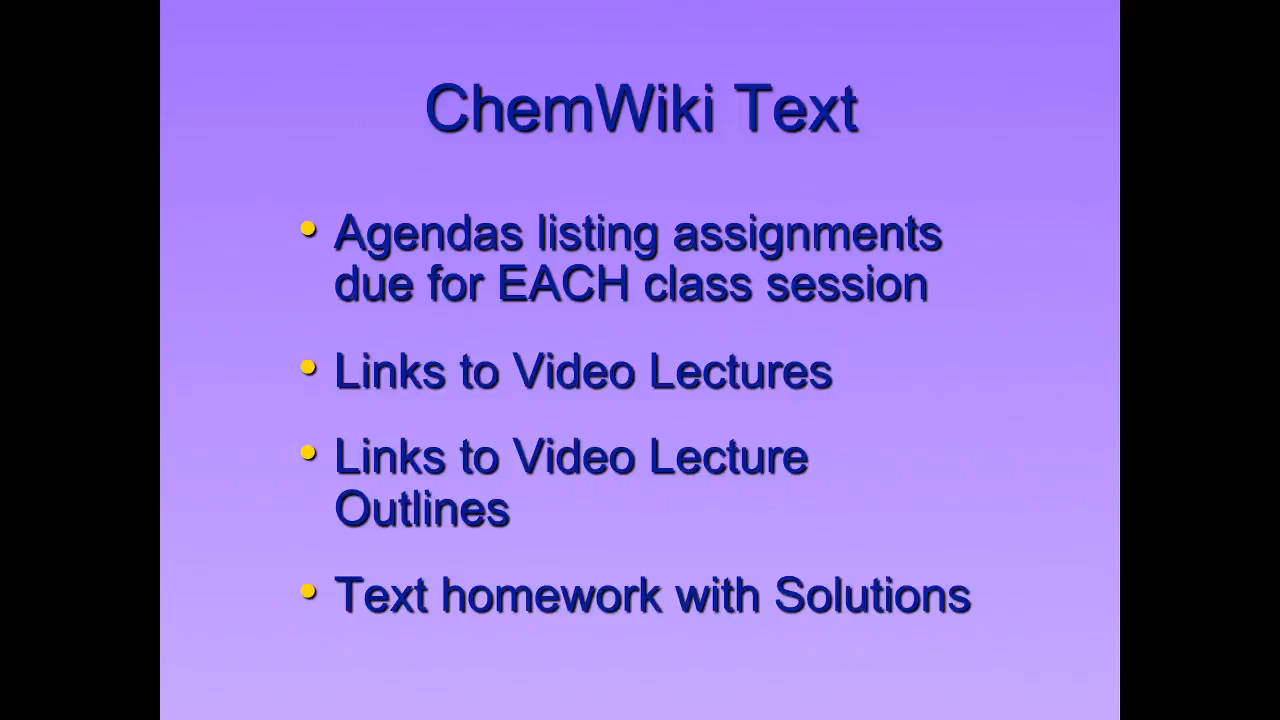 ChemWiki Text
• Agendas listing assignments
due for EACH class session
• Links to Video Lectures
• Links to Video Lecture
Outlines
• Text homework with Solutions